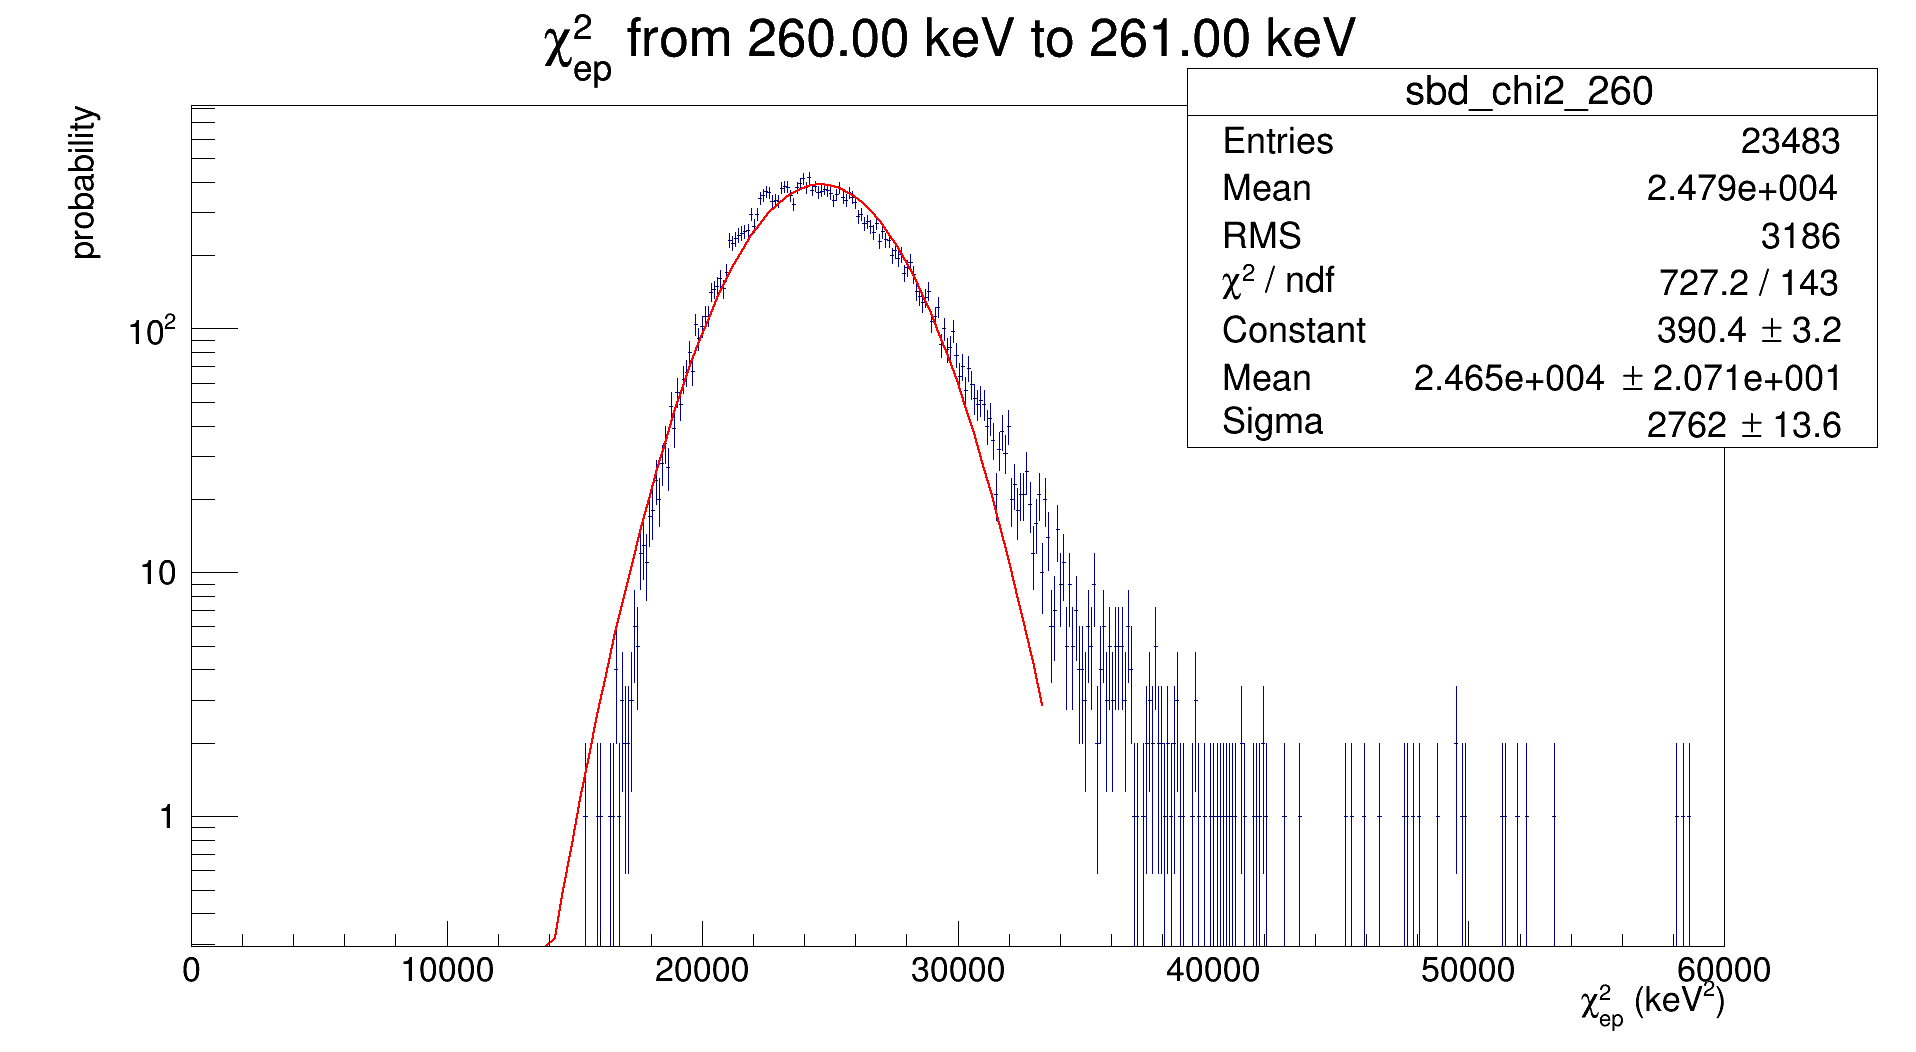 χ²ep from 260.00 keV to 261.00 keV
probability
sbd_chi2_260
Entries 23483
Mean 2.479e+004
RMS 3186
χ² / ndf 727.2 / 143
Constant 390.4 ± 3.2
Mean 2.465e+004 ± 2.071e+001
Sigma 2762 ± 13.6
10²
10
1
0 10000 20000 30000 40000 50000 60000
χ²ep (keV²)